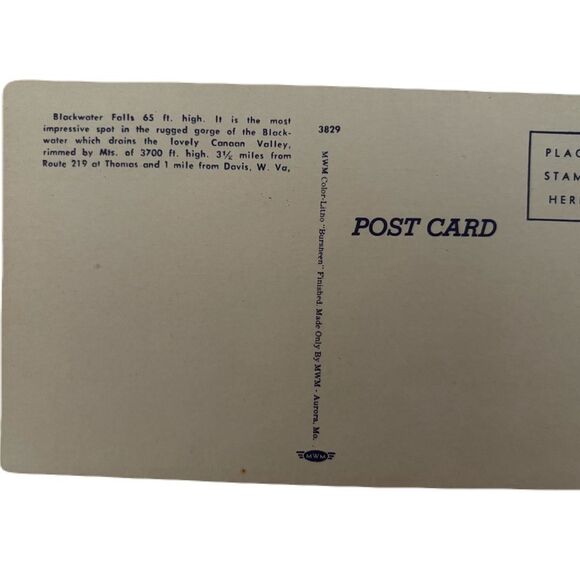 Blackwater Falls 65 ft. high. It is the most
impressive spot in the rugged gorge of the Black-
water which drains the lovely Canaan Valley,
rimmed by Mts. of 3700 ft. high. 3½ miles from
Route 219 at Thomas and 1 mile from Davis, W. Va,
3829
MWM Color-Litho "Bursheen" Finished. Made Only By MWM - Aurora, Mo.
MWM
POST CARD
PLAC
STAM
HER